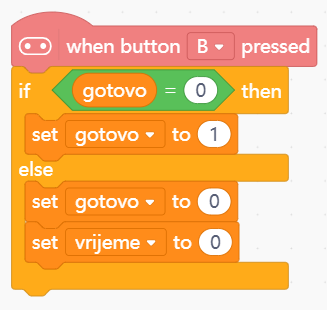 when button B pressed
if gotovo = 0 then
set gotovo to 1
else
set gotovo to 0
set vrijeme to 0